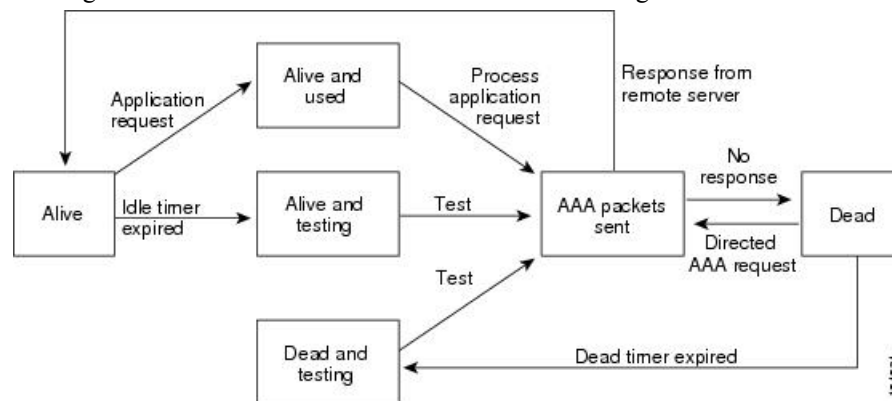 Alive and
used
Process
application
request
Response from
remote server
Application
request
Alive
Idle timer
expired
Alive and
testing
Test
AAA packets
sent
No
response
Dead
Directed
AAA request
Test
Dead and
testing
Dead timer expired